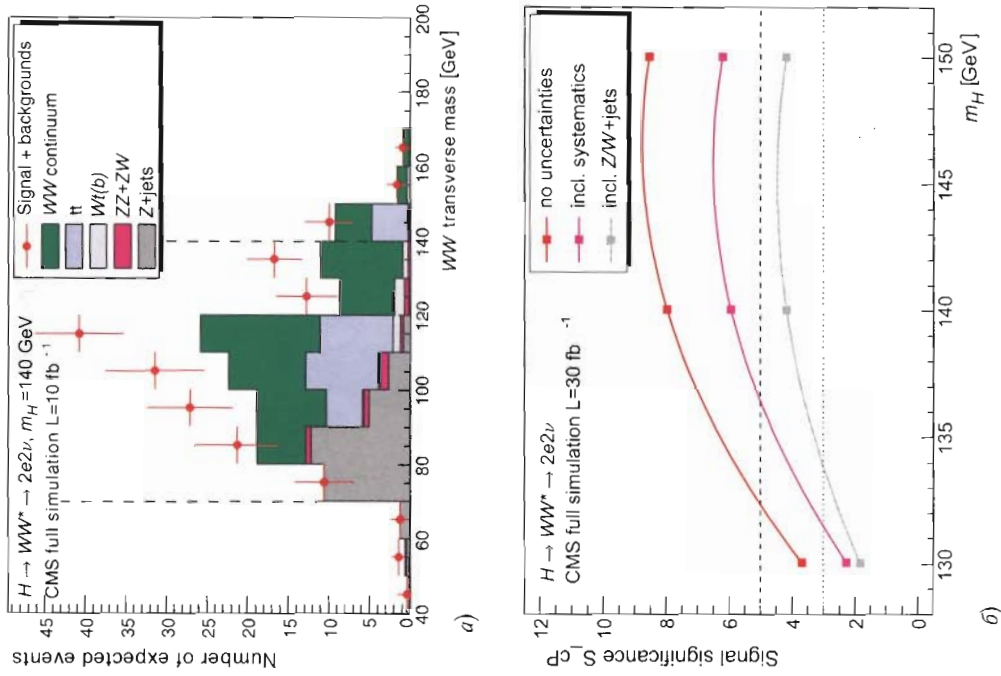 H → WW* → 2e2ν, m_H = 140 GeV
CMS full simulation L=10 fb⁻¹
Signal + backgrounds
WW continuum
tt
Wt(b)
ZZ+ZW
Z+jets
Number of expected events
45
40
35
30
25
20
15
10
5
0
40
60
80
100
120
140
160
180
200
WW transverse mass [GeV]
а)
H → WW* → 2e2ν
CMS full simulation L=30 fb⁻¹
no uncertainties
incl. systematics
incl. Z/W+jets
Signal significance S_cP
12
10
8
6
4
2
0
130
135
140
145
150
m_H [GeV]
б)